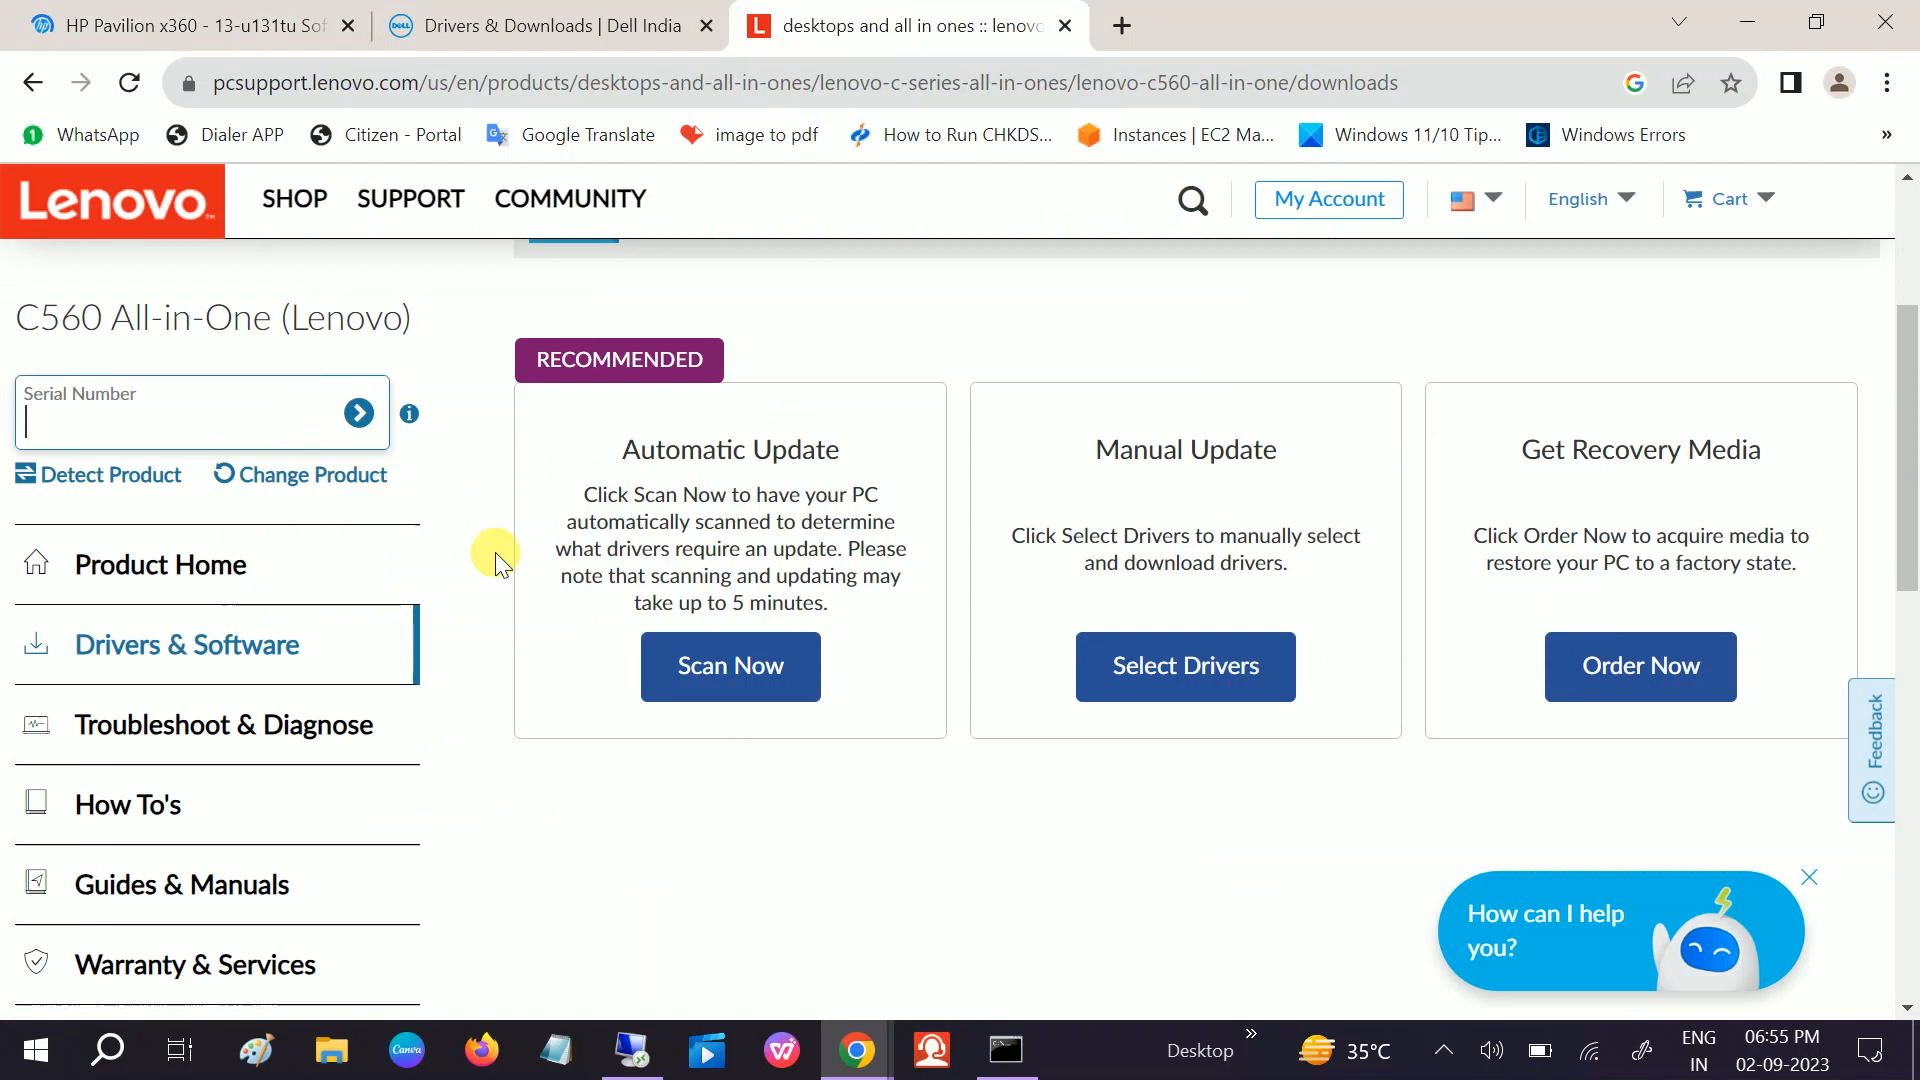 HP Pavilion x360 - 13-u131tu Sof
Drivers & Downloads | Dell India
desktops and all in ones :: lenovo
pcsupport.lenovo.com/us/en/products/desktops-and-all-in-ones/lenovo-c-series-all-in-ones/lenovo-c560-all-in-one/downloads
WhatsApp
Dialer APP
Citizen - Portal
Google Translate
image to pdf
How to Run CHKDS...
Instances | EC2 Ma...
Windows 11/10 Tip...
Windows Errors
»
Lenovo
SHOP
SUPPORT
COMMUNITY
My Account
English
Cart
C560 All-in-One (Lenovo)
Serial Number
Detect Product
Change Product
Product Home
Drivers & Software
Troubleshoot & Diagnose
How To's
Guides & Manuals
Warranty & Services
RECOMMENDED
Automatic Update
Click Scan Now to have your PC
automatically scanned to determine
what drivers require an update. Please
note that scanning and updating may
take up to 5 minutes.
Scan Now
Manual Update
Click Select Drivers to manually select
and download drivers.
Select Drivers
Get Recovery Media
Click Order Now to acquire media to
restore your PC to a factory state.
Order Now
Feedback
How can I help
you?
Canva
Desktop
»
35°C
ENG
IN
06:55 PM
02-09-2023